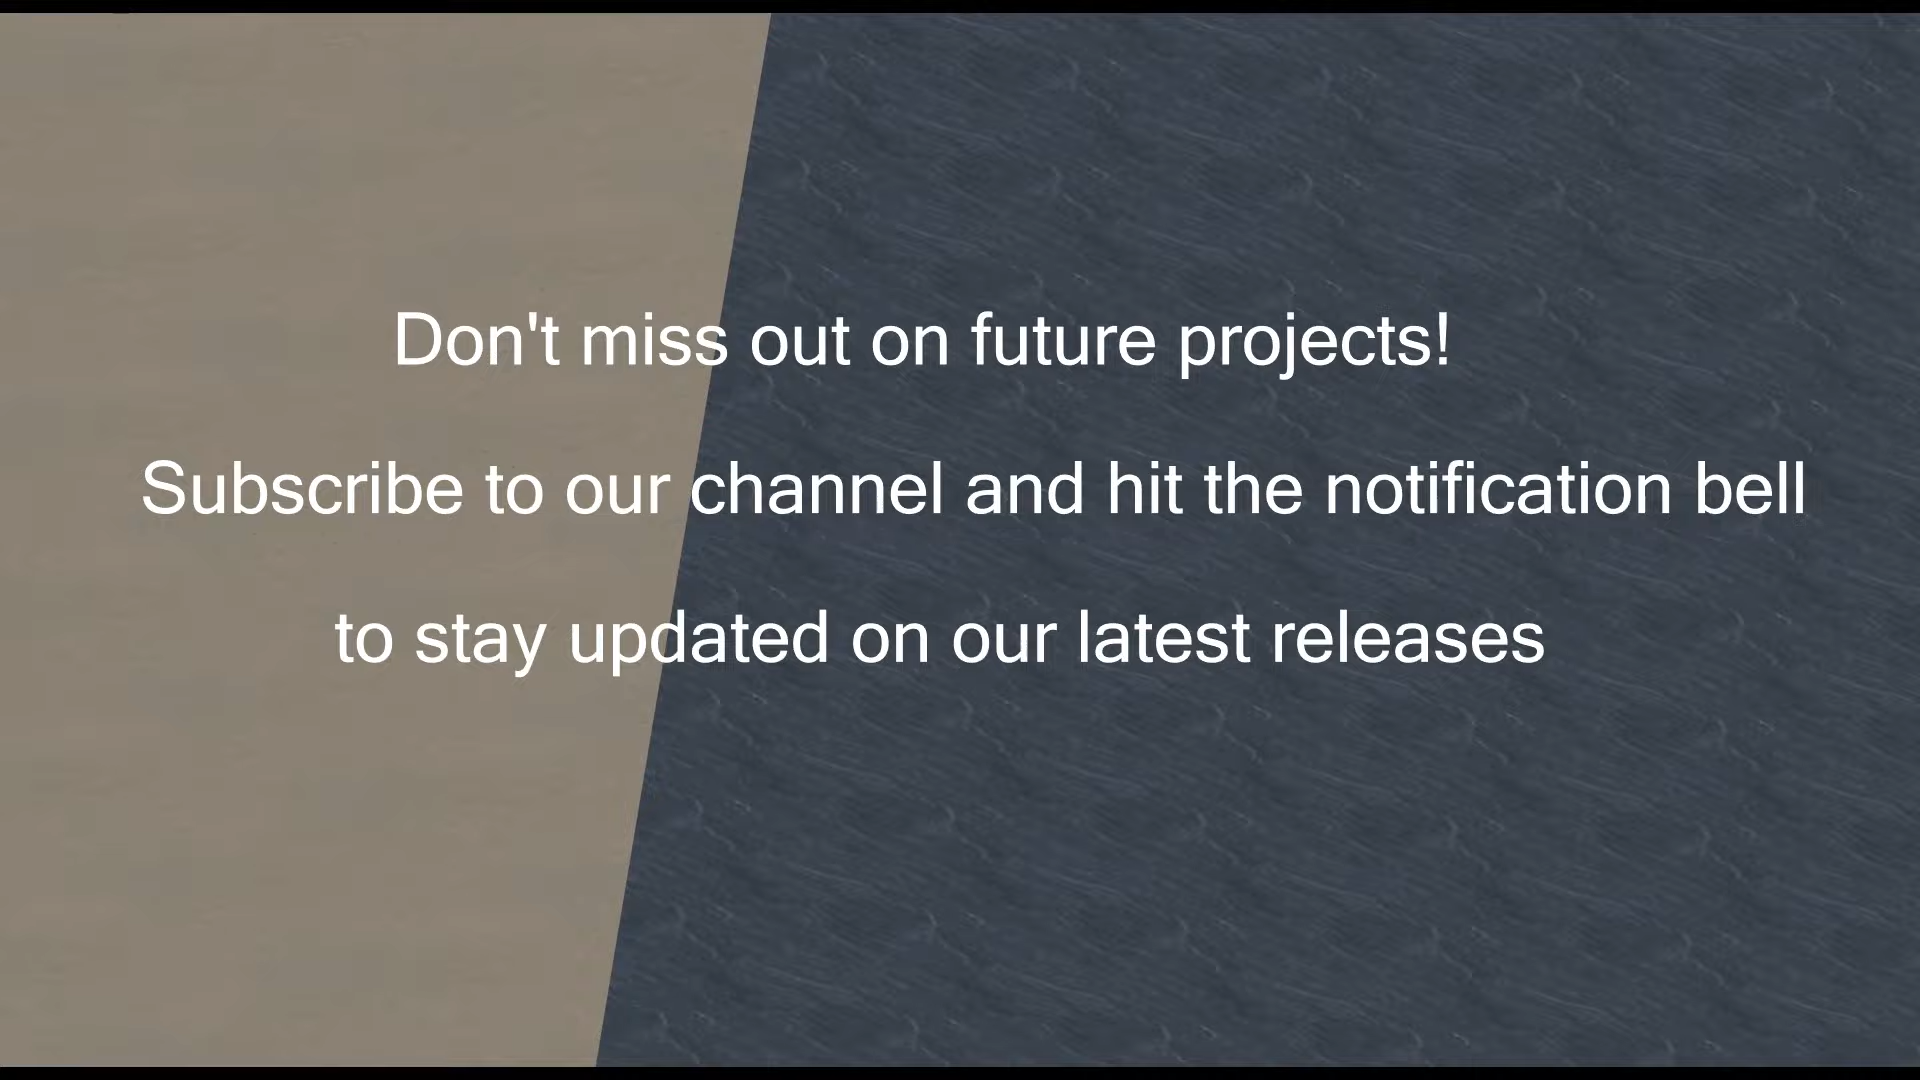 Don't miss out on future projects!
Subscribe to our channel and hit the notification bell
to stay updated on our latest releases